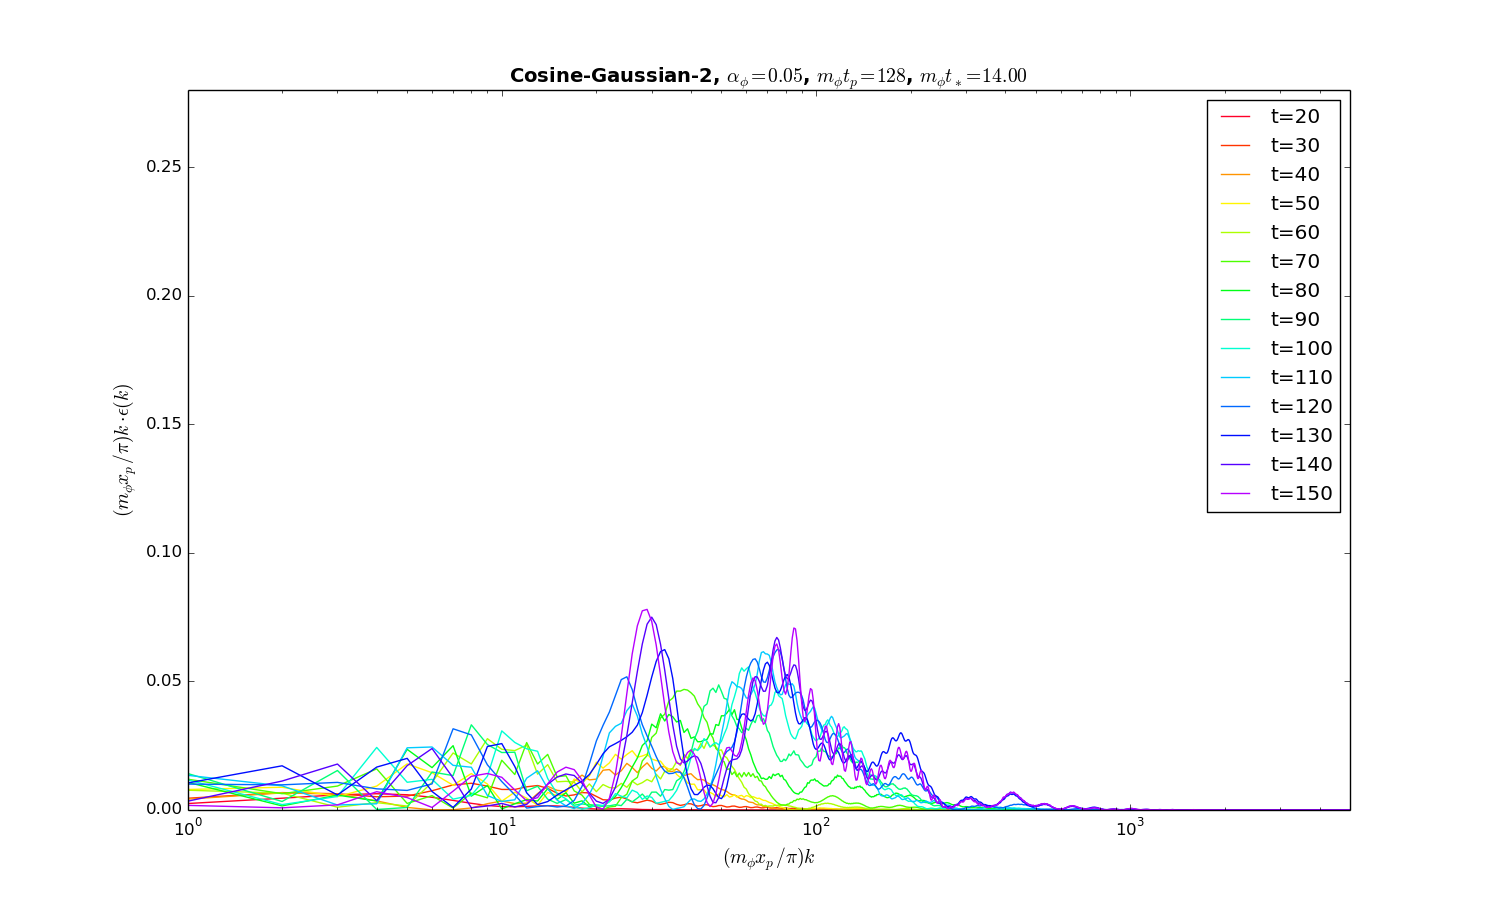 Cosine-Gaussian-2, α_ϕ=0.05, m_ϕt_p=128, m_ϕt_*=14.00
t=20
t=30
t=40
t=50
t=60
t=70
t=80
t=90
t=100
t=110
t=120
t=130
t=140
t=150
0.25
0.20
0.15
0.10
0.05
0.00
(m_ϕx_p/π)k·ϵ(k)
10^0 10^1 10^2 10^3
(m_ϕx_p/π)k